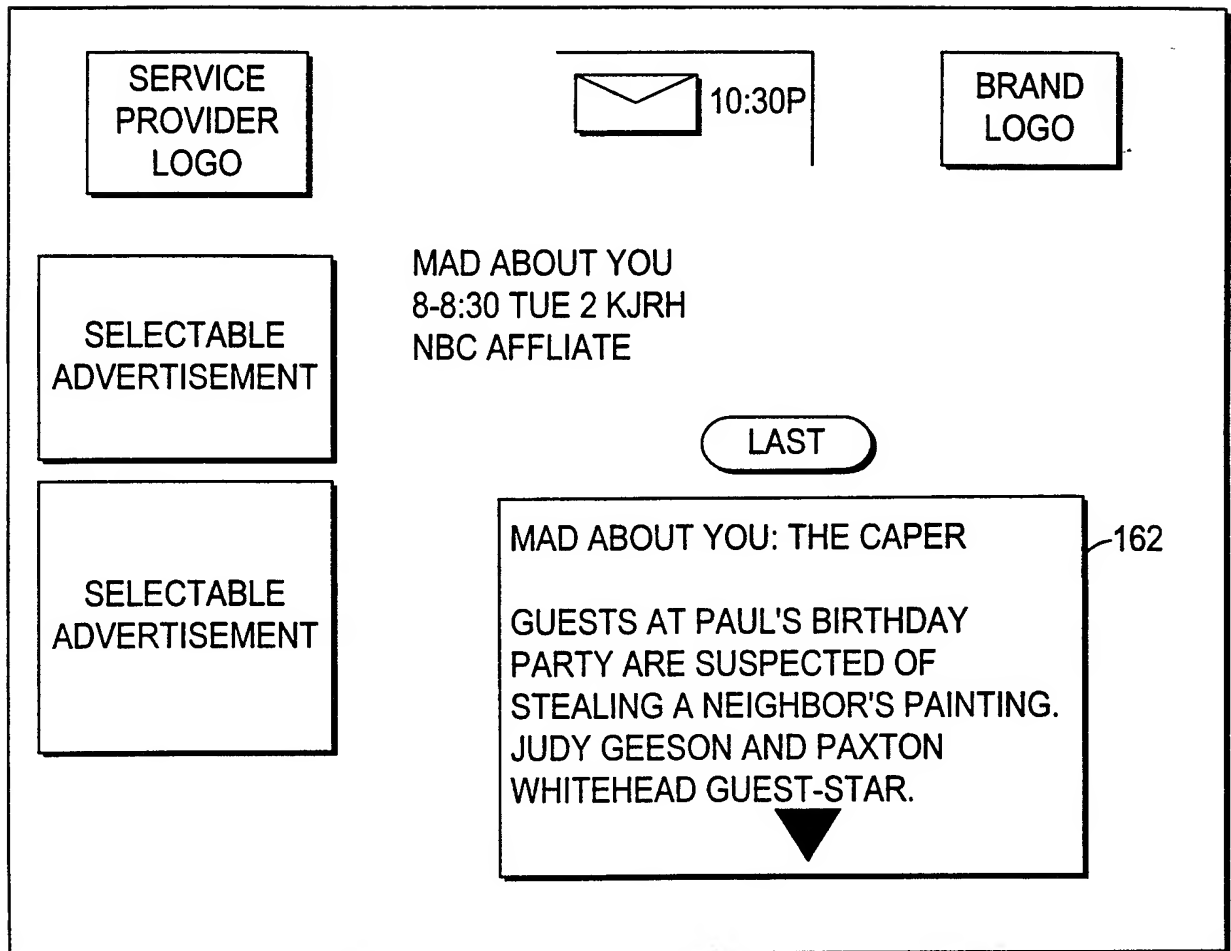 SERVICE
PROVIDER
LOGO
10:30P
BRAND
LOGO
SELECTABLE
ADVERTISEMENT
MAD ABOUT YOU
8-8:30 TUE 2 KJRH
NBC AFFLIATE
LAST
SELECTABLE
ADVERTISEMENT
MAD ABOUT YOU: THE CAPER
162
GUESTS AT PAUL'S BIRTHDAY
PARTY ARE SUSPECTED OF
STEALING A NEIGHBOR'S PAINTING.
JUDY GEESON AND PAXTON
WHITEHEAD GUEST-STAR.